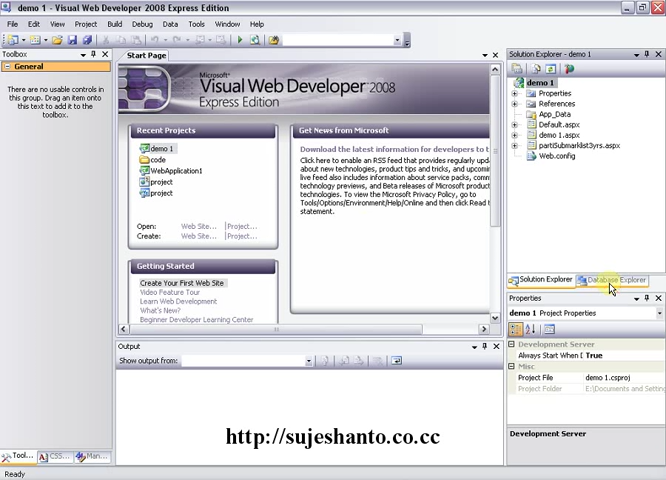 demo 1 - Visual Web Developer 2008 Express Edition
File Edit View Project Build Debug Data Tools Window Help
Toolbox
General
There are no usable controls in
this group. Drag an item onto
this text to add it to the
toolbox.
Start Page
Microsoft
Visual Web Developer 2008
Express Edition
Recent Projects
demo 1
code
WebApplication1
project
project
Open: Web Site... Project...
Create: Web Site... Project...
Getting Started
Create Your First Web Site
Video Feature Tour
Learn Web Development
What's New?
Beginner Developer Learning Center
Get News from Microsoft
Download the latest information for developers to
Click here to enable an RSS feed that provides regularly
about new technologies, product tips and tricks, and
live feed also includes information about service packs,
technology previews, and Beta releases of Microsoft
technologies. To view the Microsoft Privacy Policy, go to
Tools/Options/Environment/Help/Online and then click Read
statement.
Output
Show output from:
http://sujeshanto.co.cc
Solution Explorer - demo 1
demo 1
Properties
References
App_Data
Default.aspx
demo 1.aspx
partiSubmarklist3yrs.aspx
Web.config
Solution Explorer Database Explorer
Properties
demo 1 Project Properties
Development Server
Always Start When D True
Misc
Project File demo 1.csproj
Project Folder E:\Documents and Setting
Development Server
Tool... CSS... Man...
Ready